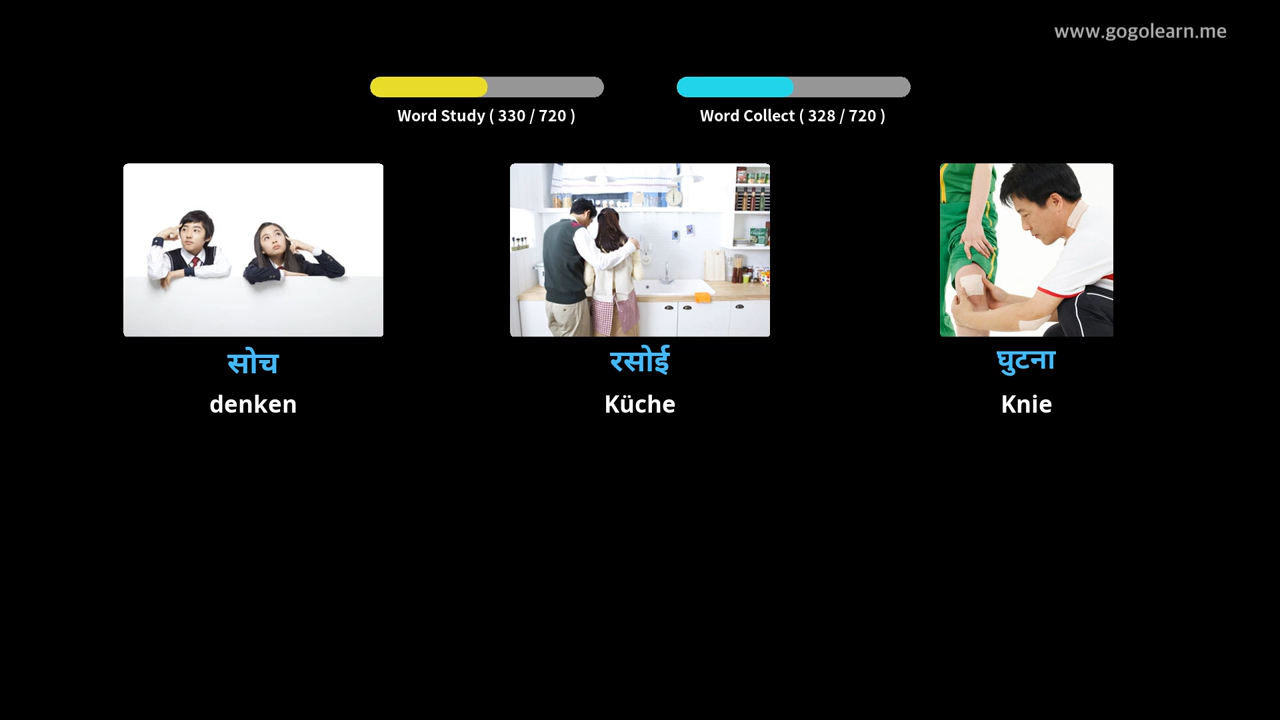 www.gogolearn.me
Word Study ( 330 / 720 )
Word Collect ( 328 / 720 )
सोच
रसोई
घुटना
denken
Küche
Knie